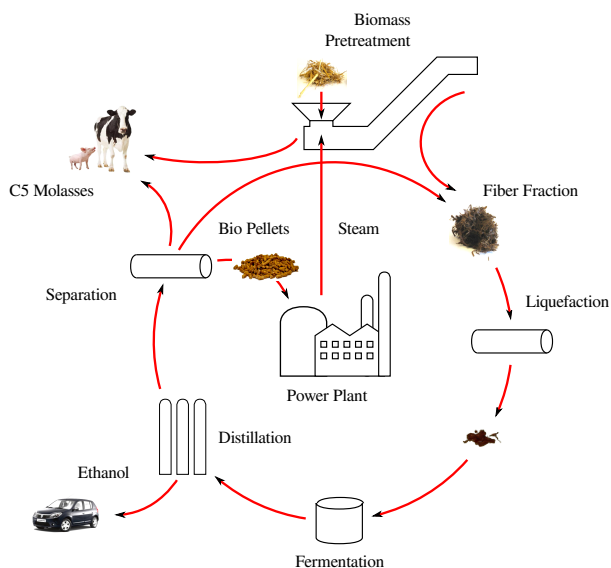 Biomass
Pretreatment
C5 Molasses
Fiber Fraction
Bio Pellets
Steam
Separation
Liquefaction
Power Plant
Distillation
Ethanol
Fermentation